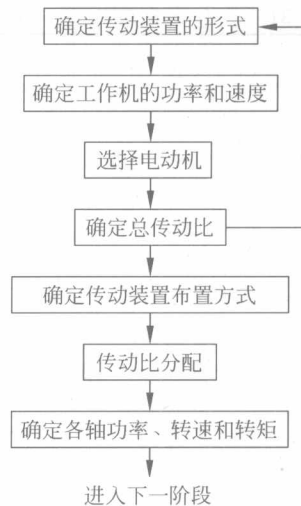 确定传动装置的形式
确定工作机的功率和速度
选择电动机
确定总传动比
确定传动装置布置方式
传动比分配
确定各轴功率、转速和转矩
进入下一阶段